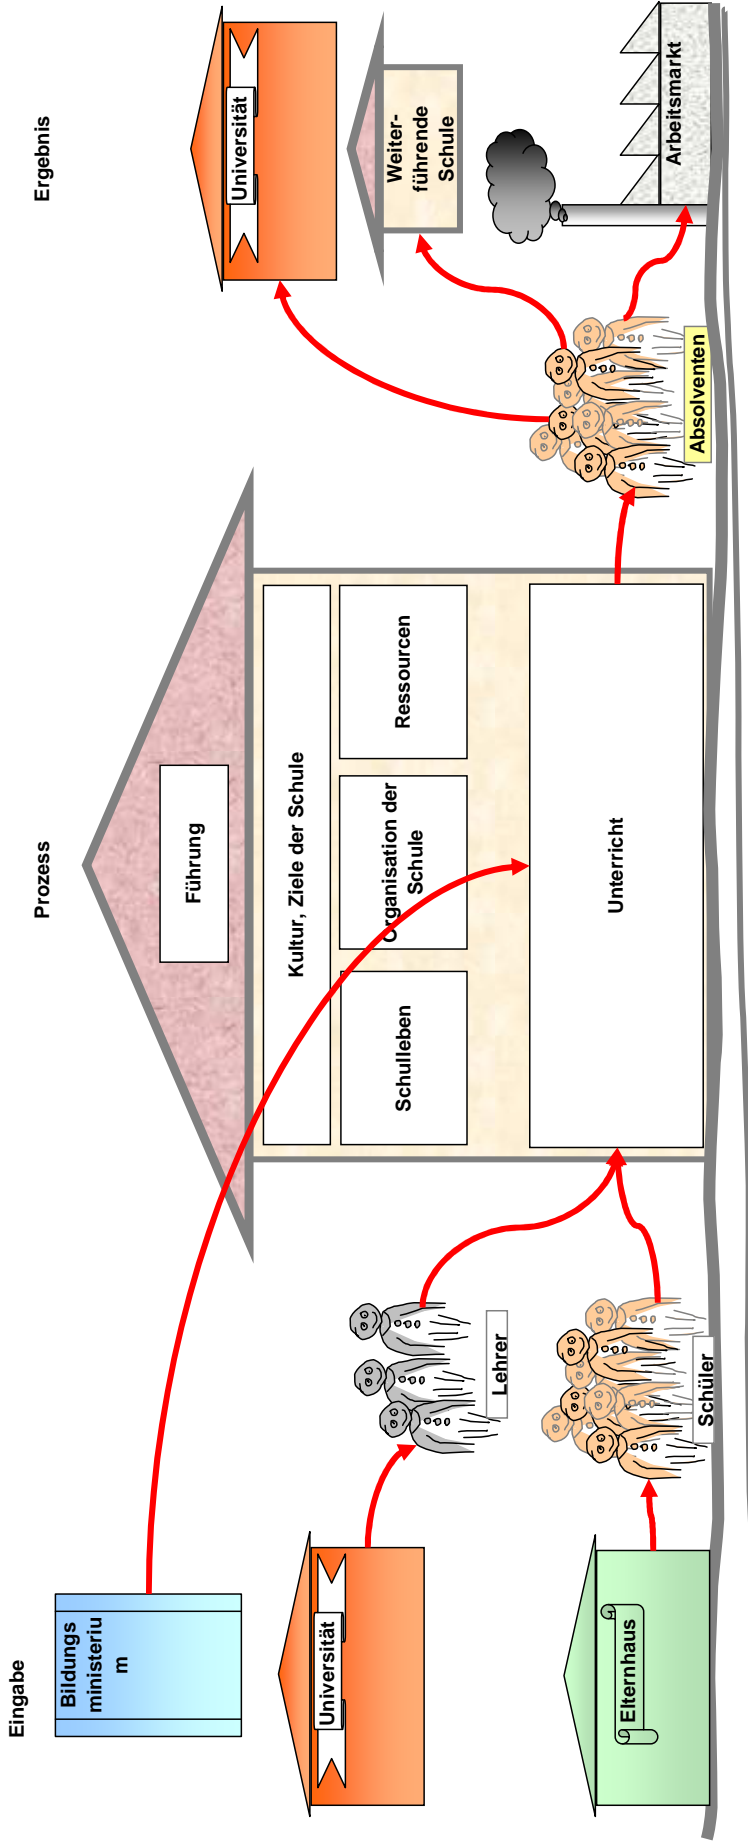 Eingabe
Prozess
Ergebnis
Bildungs
ministeriu
m
Universität
Elternhaus
Lehrer
Schüler
Führung
Kultur, Ziele der Schule
Schulleben
Organisation der
Schule
Ressourcen
Unterricht
Absolventen
Universität
Weiter-
führende
Schule
Arbeitsmarkt